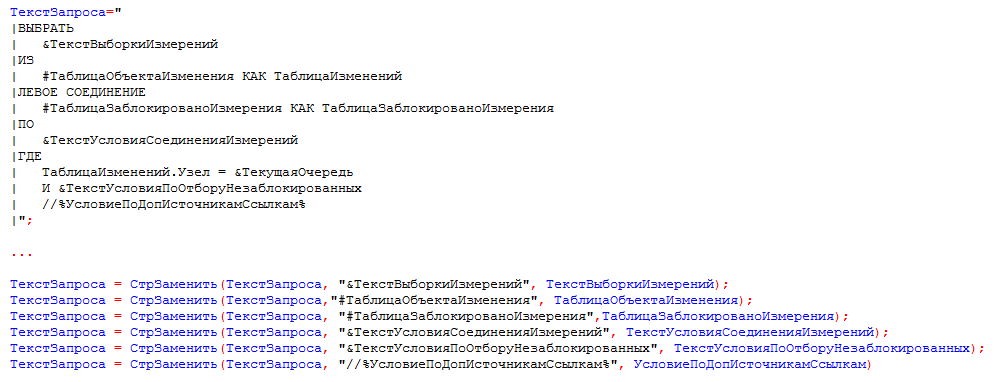 ТекстЗапроса="
|ВЫБРАТЬ
|   &ТекстВыборкиИзмерений
|ИЗ
|   #ТаблицаОбъектаИзменения КАК ТаблицаИзменений
|ЛЕВОЕ СОЕДИНЕНИЕ
|   #ТаблицаЗаблокированоИзмерения КАК ТаблицаЗаблокированоИзмерения
|ПО
|   &ТекстУсловияСоединенияИзмерений
|ГДЕ
|   ТаблицаИзменений.Узел = &ТекущаяОчередь
|   И &ТекстУсловияПоОтборуНезаблокированных
|   //%УсловиеПоДопИсточникамСсылкам%
|";
...
ТекстЗапроса = СтрЗаменить(ТекстЗапроса, "&ТекстВыборкиИзмерений", ТекстВыборкиИзмерений);
ТекстЗапроса = СтрЗаменить(ТекстЗапроса,"#ТаблицаОбъектаИзменения", ТаблицаОбъектаИзменения);
ТекстЗапроса = СтрЗаменить(ТекстЗапроса, "#ТаблицаЗаблокированоИзмерения",ТаблицаЗаблокированоИзмерения);
ТекстЗапроса = СтрЗаменить(ТекстЗапроса, "&ТекстУсловияСоединенияИзмерений", ТекстУсловияСоединенияИзмерений);
ТекстЗапроса = СтрЗаменить(ТекстЗапроса, "&ТекстУсловияПоОтборуНезаблокированных", ТекстУсловияПоОтборуНезаблокированных);
ТекстЗапроса = СтрЗаменить(ТекстЗапроса, "//%УсловиеПоДопИсточникамСсылкам%", УсловиеПоДопИсточникамСсылкам)